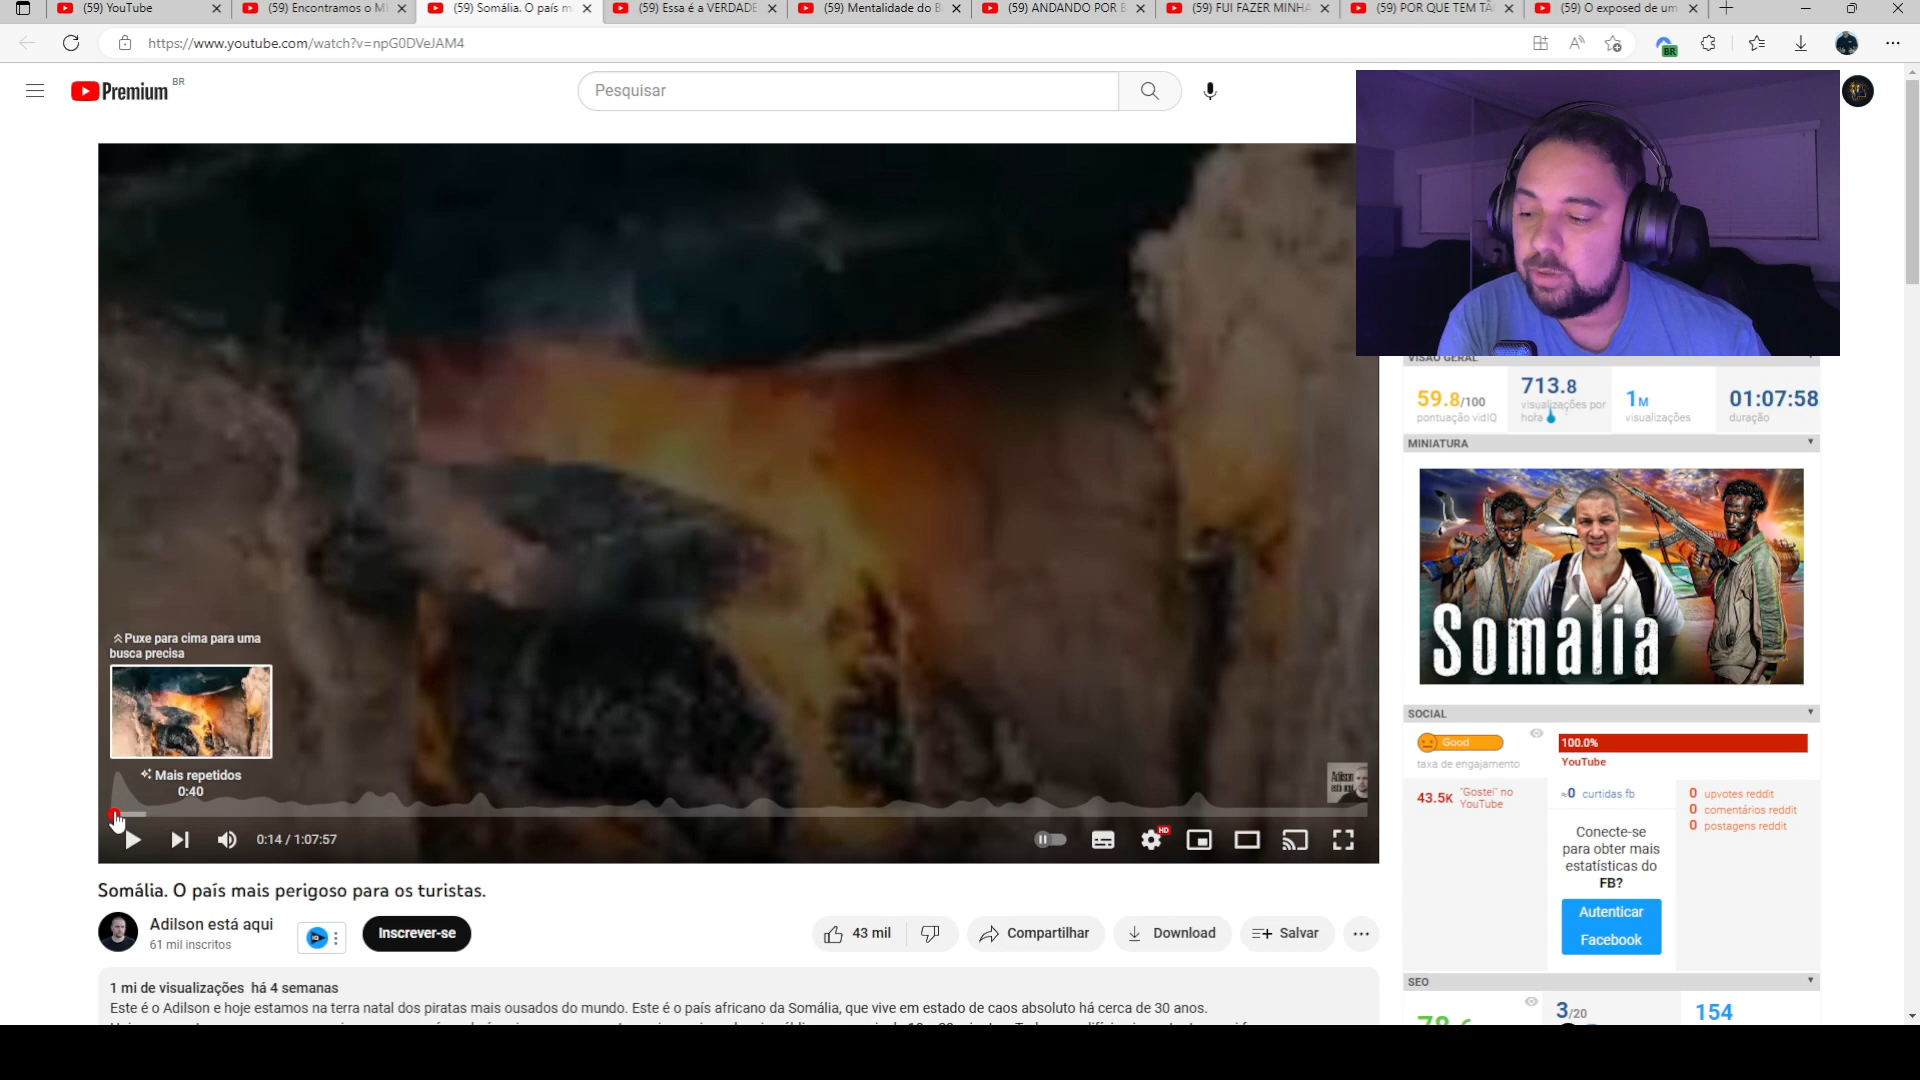 (59) YouTube
(59) Encontramos o M
(59) Somália. O país m
(59) Essa é a VERDADE
(59) Mentalidade do B
(59) ANDANDO POR
(59) FUI FAZER MINHA
(59) POR QUE TEM
(59) O exposed de um
https://www.youtube.com/watch?v=npG0DVeJAM4
BR
Premium
BR
Pesquisar
VISÃO GERAL
59.8/100
pontuação vidIQ
713.8
visualizações por
hora
1M
visualizações
01:07:58
duração
MINIATURA
Somália
Puxe para cima para uma
busca precisa
Mais repetidos
0:40
Adilson
está aqui
0:14 / 1:07:57
HD
SOCIAL
Good
taxa de engajamento
100.0%
YouTube
43.5K "Gostei" no
YouTube
≈0 curtidas fb
Conecte-se
para obter mais
estatísticas do
FB?
Autenticar
Facebook
0 upvotes reddit
0 comentários reddit
0 postagens reddit
Somália. O país mais perigoso para os turistas.
Adilson está aqui
61 mil inscritos
Inscrever-se
43 mil
Compartilhar
Download
Salvar
1 mi de visualizações há 4 semanas
Este é o Adilson e hoje estamos na terra natal dos piratas mais ousados do mundo. Este é o país africano da Somália, que vive em estado de caos absoluto há cerca de 30 anos.
SEO
3/20
154